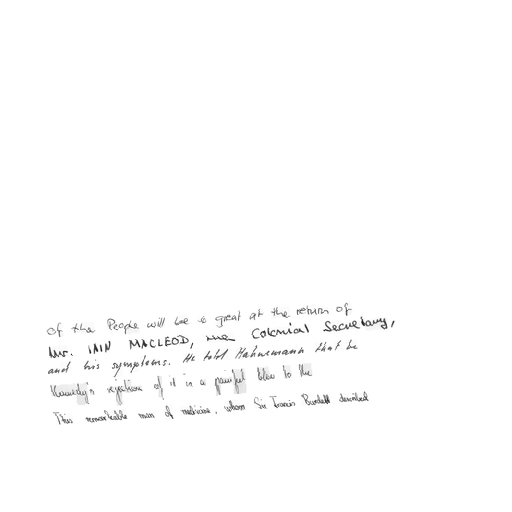 of the People will be so great at the return of
Mr. IAIN MACLEOD, the Colonial Secretary,
and his symptoms. He told Hahnemann that he
Kennedy's rejection of it is a painful blow to the
This remarkable man of medicine, whom Sir Francis Burdett described